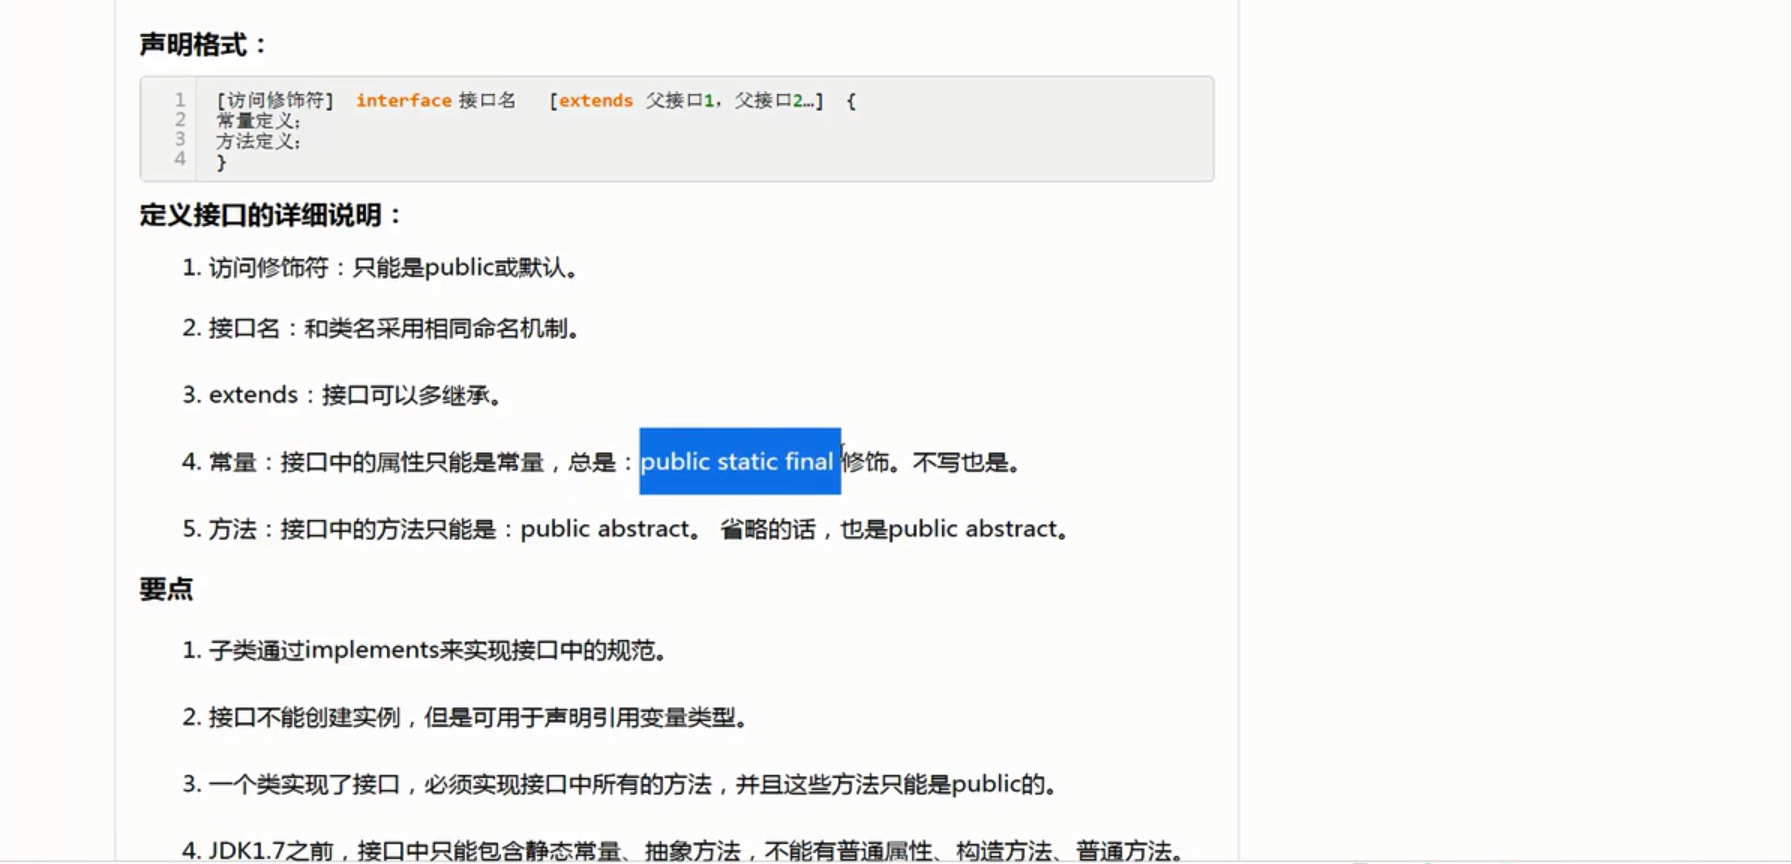 声明格式：
1 [访问修饰符] interface 接口名 [extends 父接口1，父接口2…] {
2 常量定义;
3 方法定义;
4 }
定义接口的详细说明：
1. 访问修饰符：只能是public或默认。
2. 接口名：和类名采用相同命名机制。
3. extends：接口可以多继承。
4. 常量：接口中的属性只能是常量，总是：public static final 修饰。不写也是。
5. 方法：接口中的方法只能是：public abstract。 省略的话，也是public abstract。
要点
1. 子类通过implements来实现接口中的规范。
2. 接口不能创建实例，但是可用于声明引用变量类型。
3. 一个类实现了接口，必须实现接口中所有的方法，并且这些方法只能是public的。
4. JDK1.7之前，接口中只能包含静态常量、抽象方法，不能有普通属性、构造方法、普通方法。